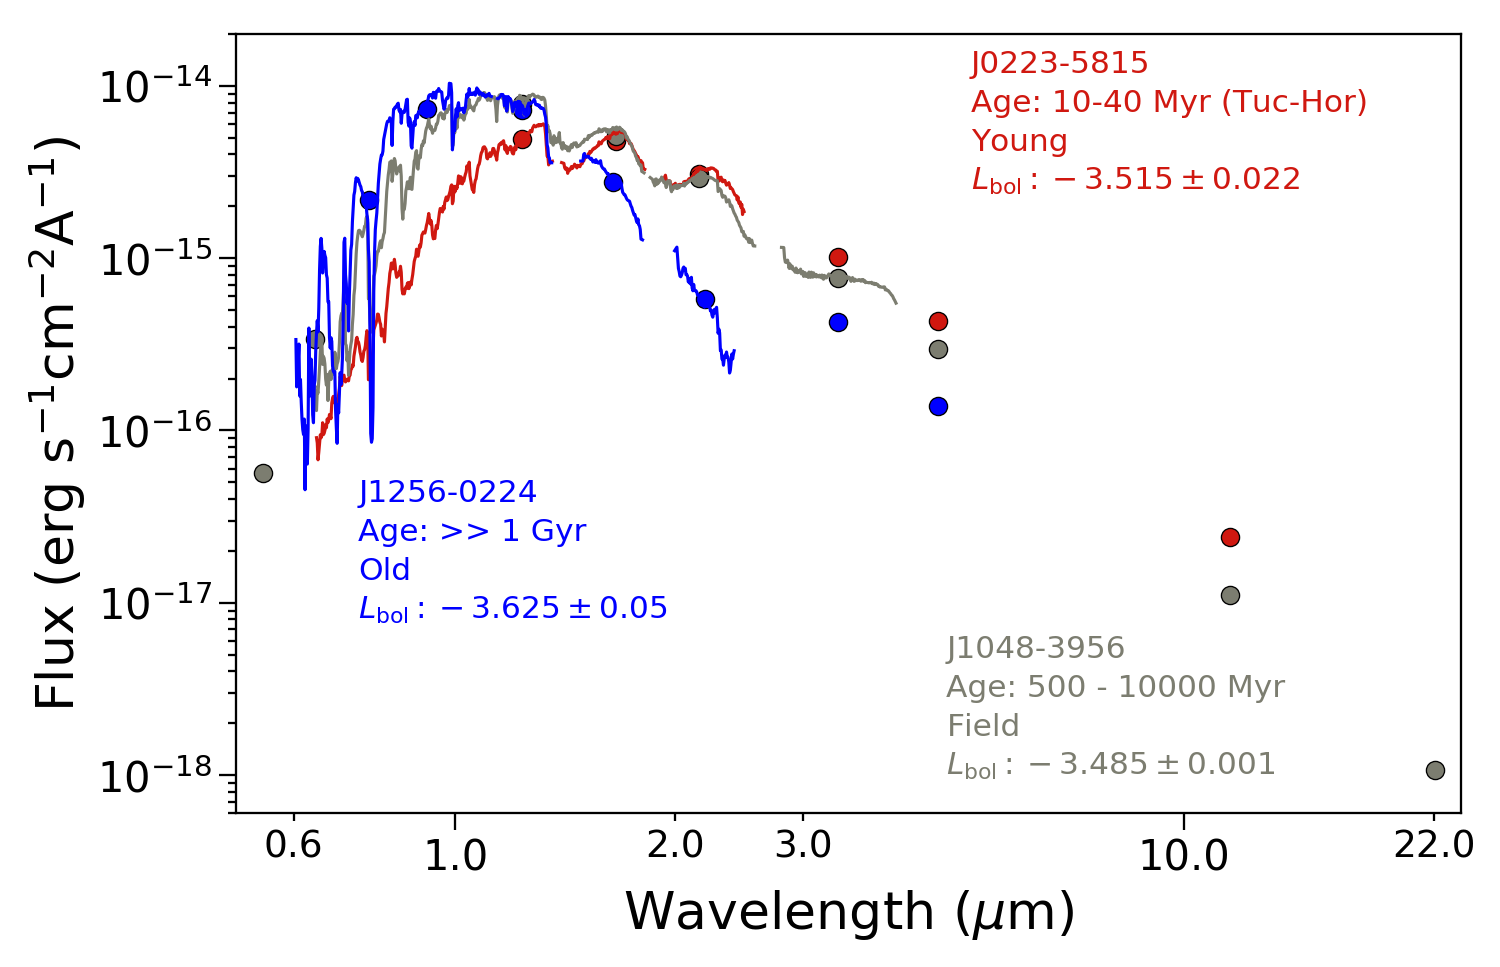 10⁻¹⁴
10⁻¹⁵
10⁻¹⁶
10⁻¹⁷
10⁻¹⁸
Flux (erg s⁻¹cm⁻²A⁻¹)
J0223-5815
Age: 10-40 Myr (Tuc-Hor)
Young
L_bol : −3.515 ± 0.022
J1256-0224
Age: >> 1 Gyr
Old
L_bol : −3.625 ± 0.05
J1048-3956
Age: 500 - 10000 Myr
Field
L_bol : −3.485 ± 0.001
0.6 1.0 2.0 3.0 10.0 22.0
Wavelength (μm)